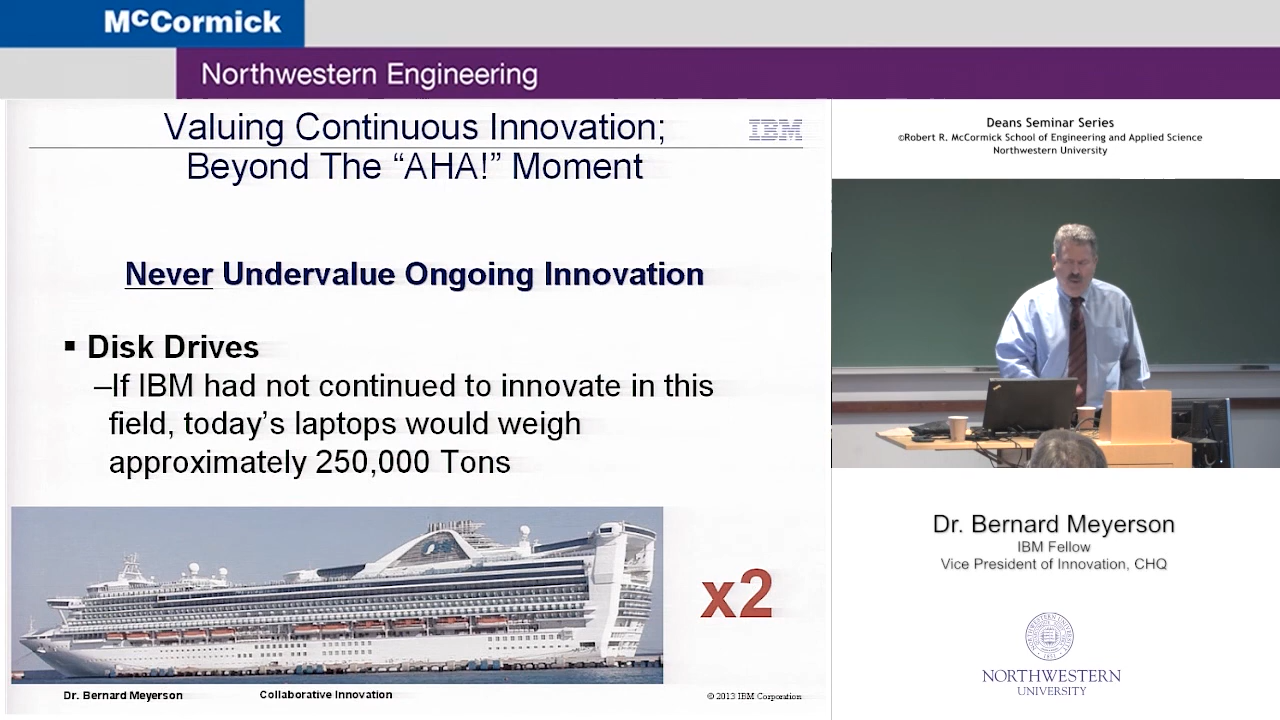 McCormick
Northwestern Engineering
Valuing Continuous Innovation;
Beyond The “AHA!” Moment
IBM
Never Undervalue Ongoing Innovation
▪ Disk Drives
–If IBM had not continued to innovate in this
field, today’s laptops would weigh
approximately 250,000 Tons
x2
Dr. Bernard Meyerson
Collaborative Innovation
© 2013 IBM Corporation
Deans Seminar Series
©Robert R. McCormick School of Engineering and Applied Science
Northwestern University
Dr. Bernard Meyerson
IBM Fellow
Vice President of Innovation, CHQ
NORTHWESTERN
UNIVERSITY